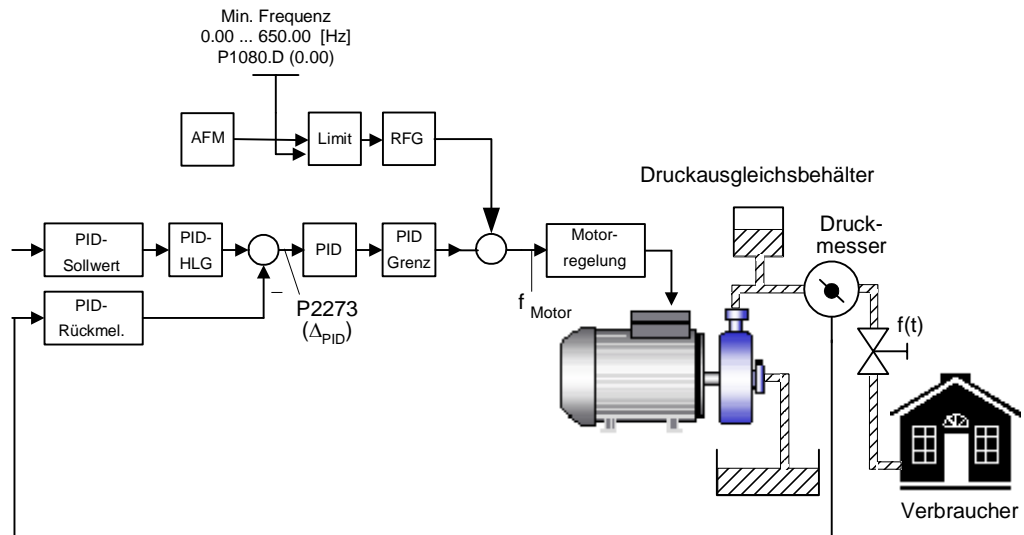 Min. Frequenz
0.00 ... 650.00 [Hz]
P1080.D (0.00)
AFM
Limit
RFG
Druckausgleichsbehälter
Druck-
messer
PID-
Sollwert
PID-
HLG
PID
PID
Grenz
Motor-
regelung
–
P2273
(Δ PID)
f Motor
f(t)
PID-
Rückmel.
Verbraucher